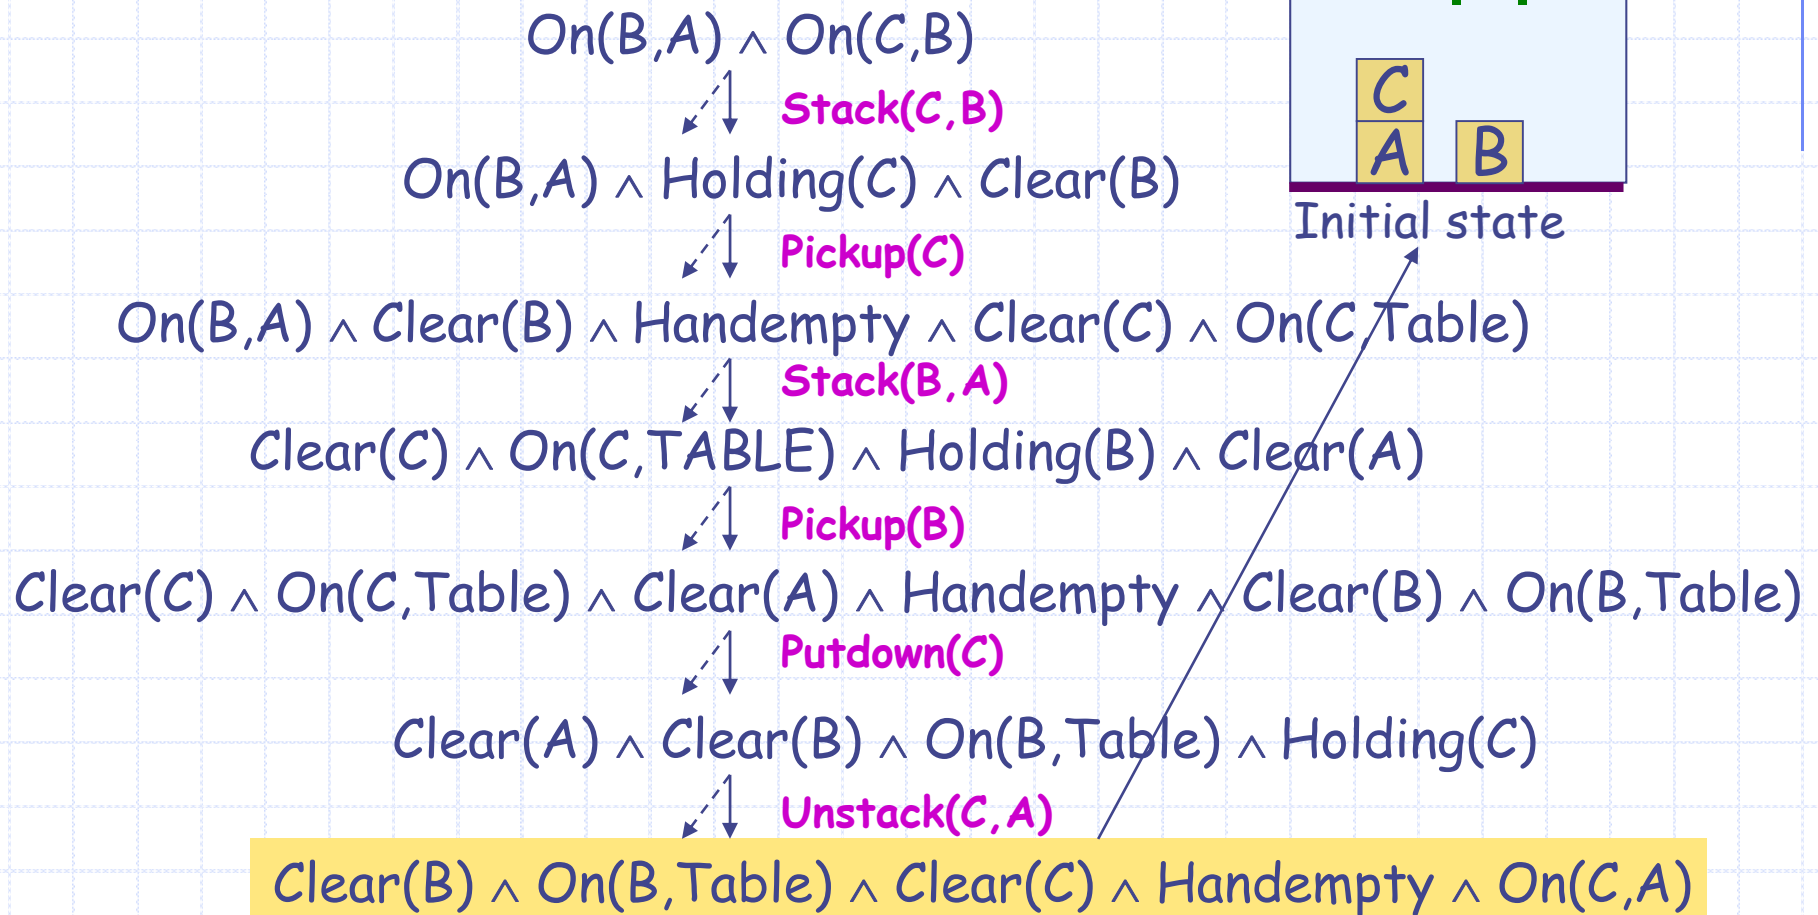 On(B,A) ∧ On(C,B)
Stack(C,B)
On(B,A) ∧ Holding(C) ∧ Clear(B)
Pickup(C)
On(B,A) ∧ Clear(B) ∧ Handempty ∧ Clear(C) ∧ On(C,Table)
Stack(B,A)
Clear(C) ∧ On(C,TABLE) ∧ Holding(B) ∧ Clear(A)
Pickup(B)
Clear(C) ∧ On(C,Table) ∧ Clear(A) ∧ Handempty ∧ Clear(B) ∧ On(B,Table)
Putdown(C)
Clear(A) ∧ Clear(B) ∧ On(B,Table) ∧ Holding(C)
Unstack(C,A)
Clear(B) ∧ On(B,Table) ∧ Clear(C) ∧ Handempty ∧ On(C,A)
C
A B
Initial state